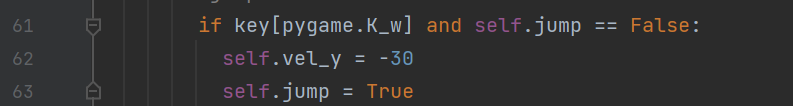 61 if key[pygame.K_w] and self.jump == False:
62 self.vel_y = -30
63 self.jump = True